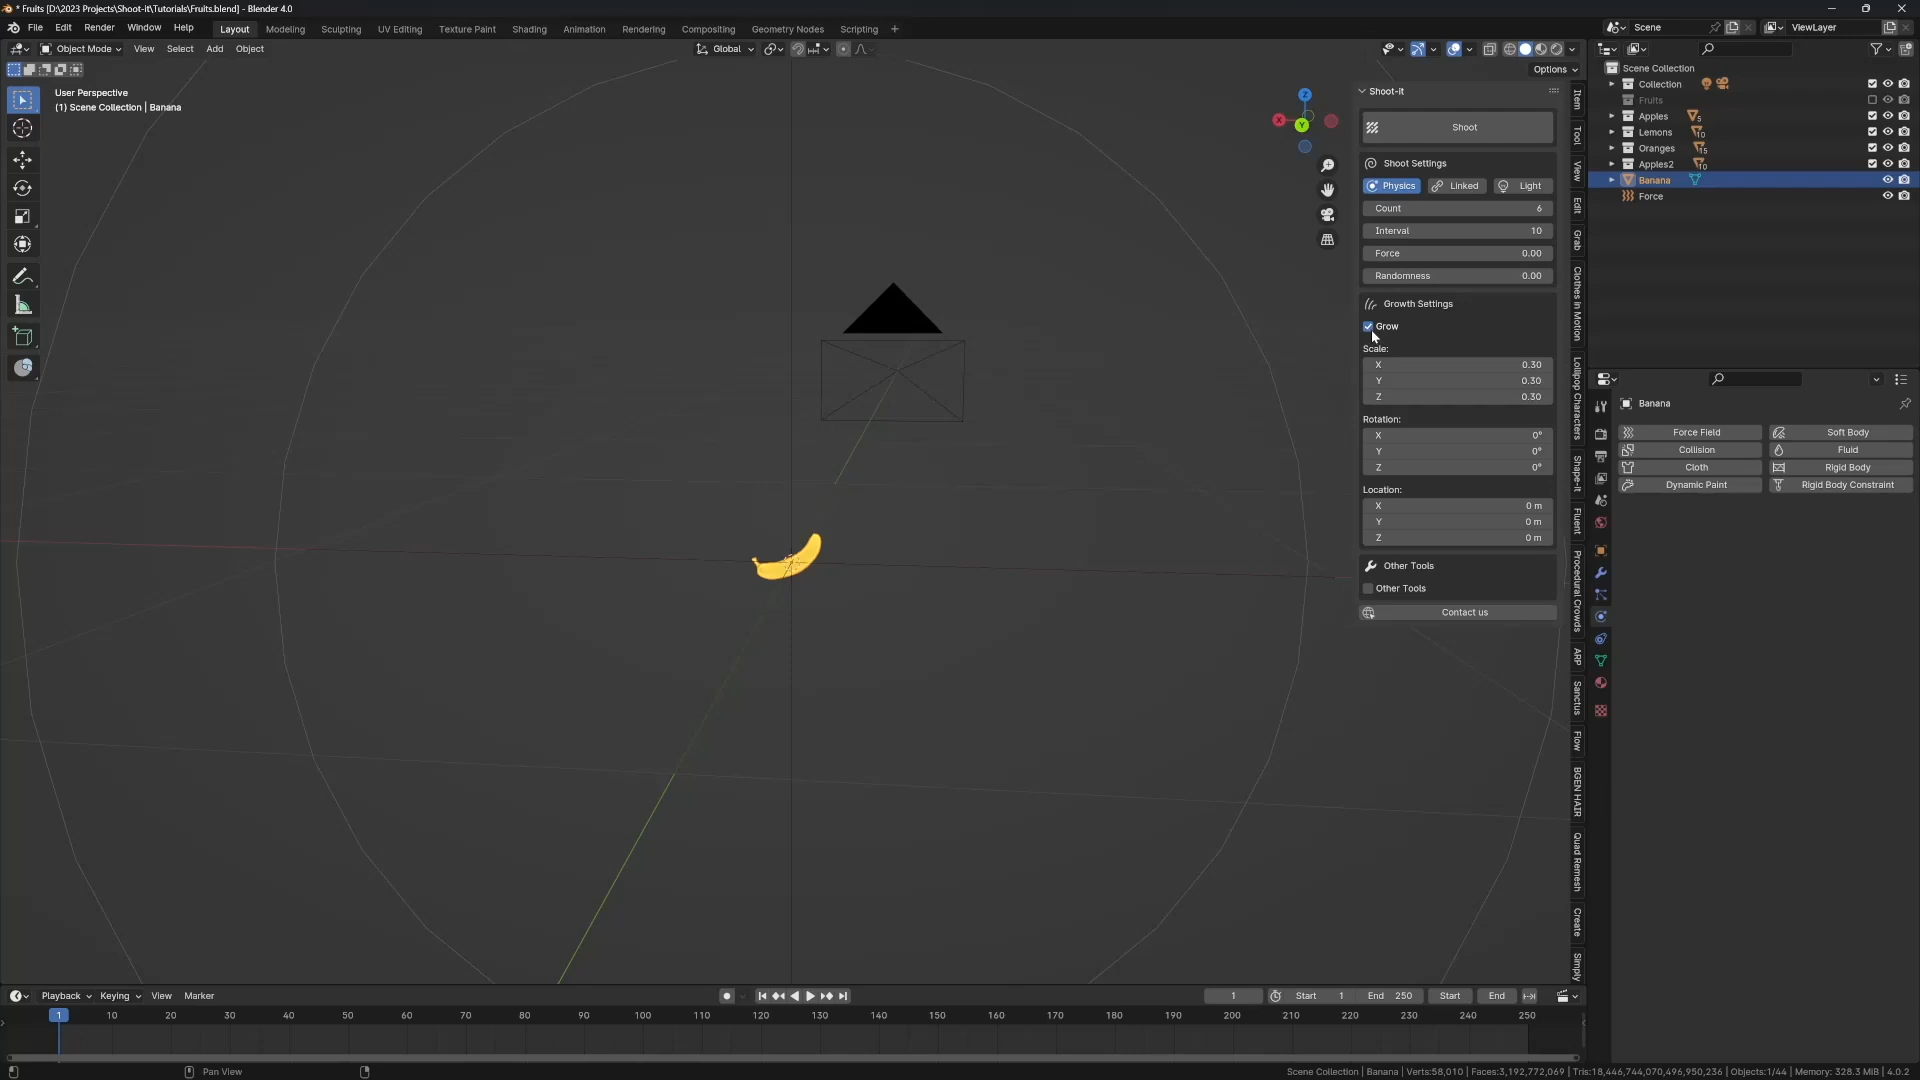 * Fruits [D:\2023 Projects\Shoot-it\Tutorials\Fruits.blend] - Blender 4.0
File Edit Render Window Help Layout Modeling Sculpting UV Editing Texture Paint Shading Animation Rendering Compositing Geometry Nodes Scripting + Scene ViewLayer
Object Mode View Select Add Object Global
Options
User Perspective
(1) Scene Collection | Banana
Z
X
Y
Shoot-it
Shoot
Shoot Settings
Physics Linked Light
Count 6
Interval 10
Force 0.00
Randomness 0.00
Growth Settings
Grow
Scale:
X 0.30
Y 0.30
Z 0.30
Rotation:
X 0°
Y 0°
Z 0°
Location:
X 0 m
Y 0 m
Z 0 m
Other Tools
Other Tools
Contact us
Item
Tool
View
Edit
Grab
Clothes in Motion
Lollipop Characters
Shape-it
Fluent
Procedural Crowds
ARP
Sanctus
Flow
BGEN HAIR
Quad Remesh
Create
Simply
Scene Collection
Collection
Fruits
Apples 5
Lemons 10
Oranges 15
Apples2 10
Banana
Force
Banana
Force Field Soft Body
Collision Fluid
Cloth Rigid Body
Dynamic Paint Rigid Body Constraint
Playback Keying View Marker 1 Start 1 End 250 Start End
1 10 20 30 40 50 60 70 80 90 100 110 120 130 140 150 160 170 180 190 200 210 220 230 240 250
Pan View
Scene Collection | Banana | Verts:58,010 | Faces:3,192,772,069 | Tris:18,446,744,070,496,950,236 | Objects:1/44 | Memory: 328.3 MiB | 4.0.2